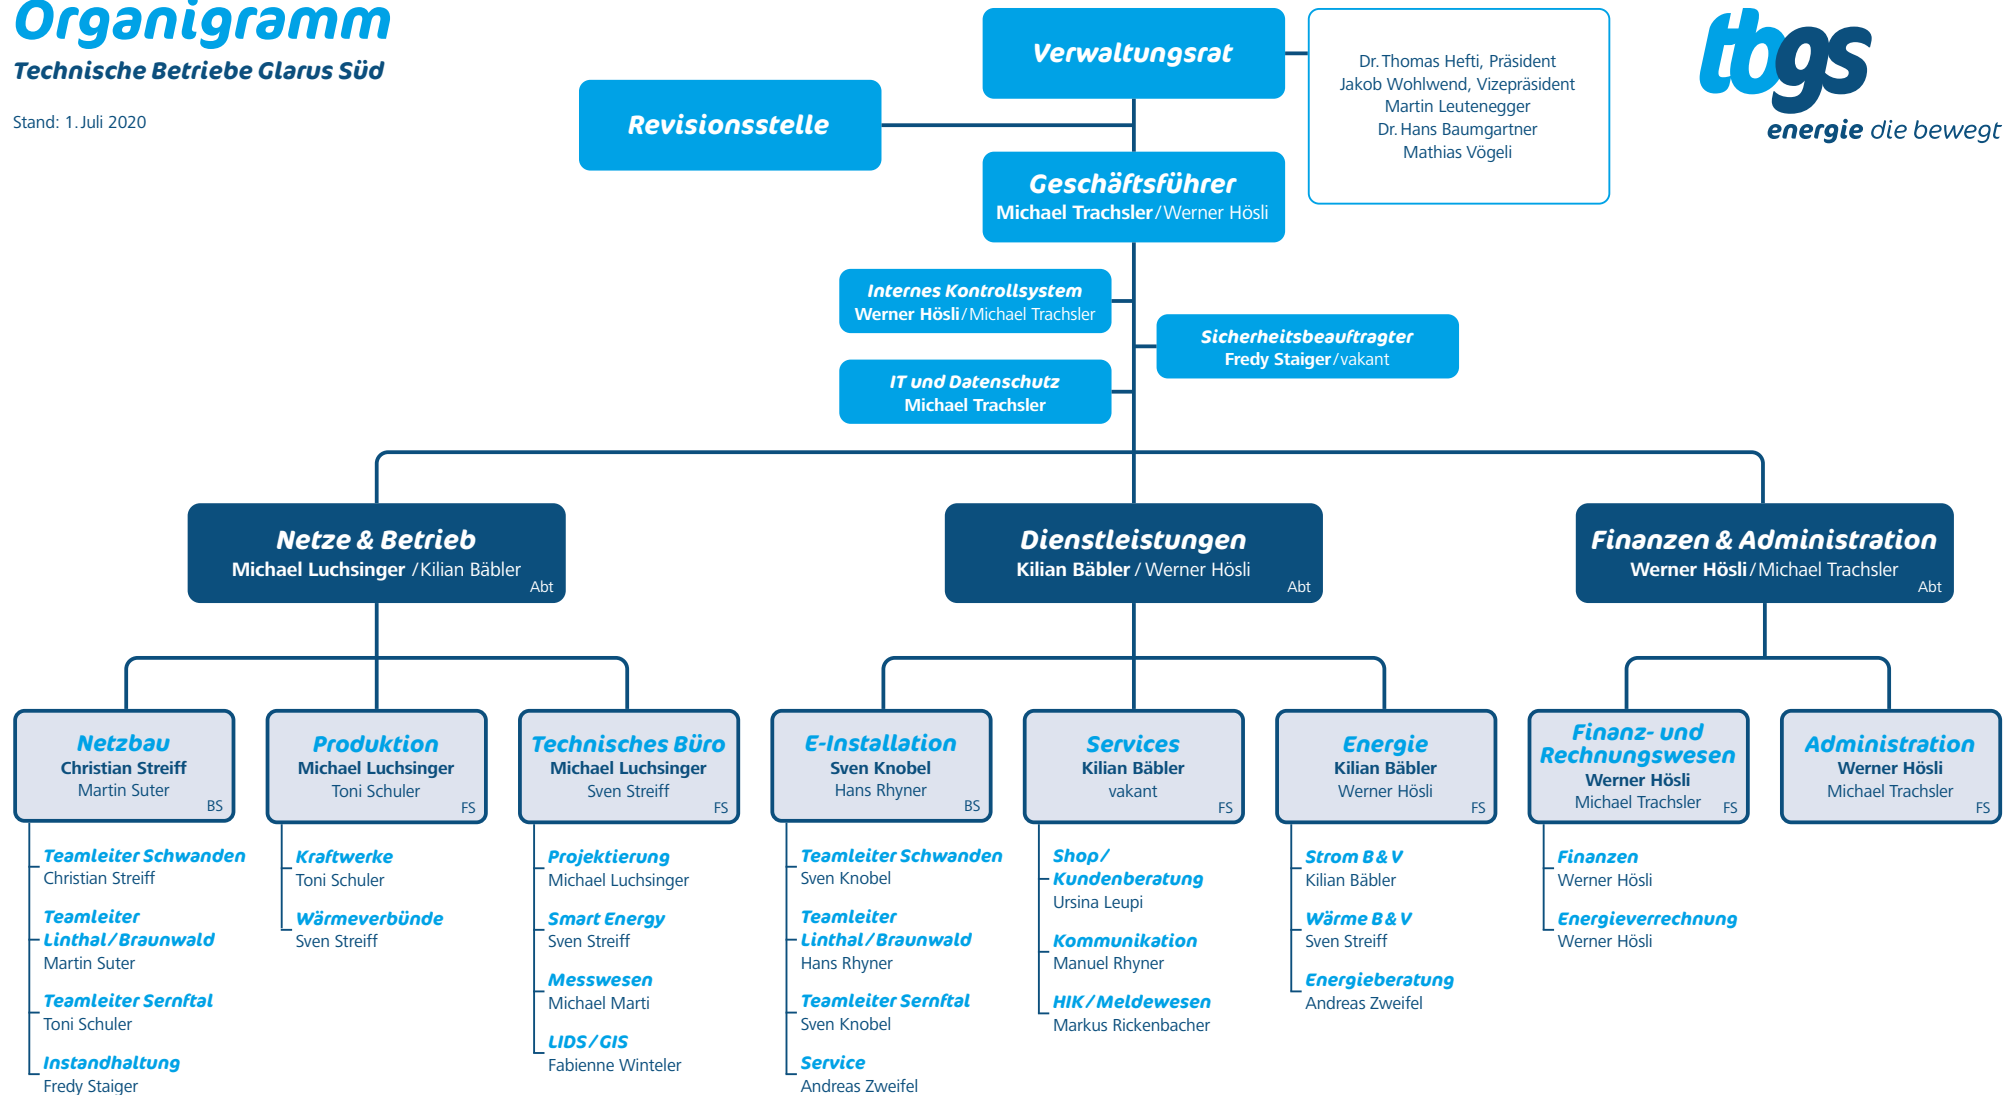 Organigramm
Technische Betriebe Glarus Süd
Stand: 1. Juli 2020
Verwaltungsrat
Dr. Thomas Hefti, Präsident
Jakob Wohlwend, Vizepräsident
Martin Leutenegger
Dr. Hans Baumgartner
Mathias Vögeli
tbgs
energie die bewegt
Revisionsstelle
Geschäftsführer
Michael Trachsler/Werner Hösli
Internes Kontrollsystem
Werner Hösli/Michael Trachsler
Sicherheitsbeauftragter
Fredy Staiger/vakant
IT und Datenschutz
Michael Trachsler
Netze & Betrieb
Michael Luchsinger /Kilian Bäbler
Abt
Dienstleistungen
Kilian Bäbler / Werner Hösli
Abt
Finanzen & Administration
Werner Hösli/Michael Trachsler
Abt
Netzbau
Christian Streiff
Martin Suter
BS
Teamleiter Schwanden
Christian Streiff
Teamleiter
Linthal/Braunwald
Martin Suter
Teamleiter Sernftal
Toni Schuler
Instandhaltung
Fredy Staiger
Produktion
Michael Luchsinger
Toni Schuler
FS
Kraftwerke
Toni Schuler
Wärmeverbünde
Sven Streiff
Technisches Büro
Michael Luchsinger
Sven Streiff
FS
Projektierung
Michael Luchsinger
Smart Energy
Sven Streiff
Messwesen
Michael Marti
LIDS/GIS
Fabienne Winteler
E-Installation
Sven Knobel
Hans Rhyner
BS
Teamleiter Schwanden
Sven Knobel
Teamleiter
Linthal/Braunwald
Hans Rhyner
Teamleiter Sernftal
Sven Knobel
Service
Andreas Zweifel
Services
Kilian Bäbler
vakant
FS
Shop/
Kundenberatung
Ursina Leupi
Kommunikation
Manuel Rhyner
HIK/Meldewesen
Markus Rickenbacher
Energie
Kilian Bäbler
Werner Hösli
FS
Strom B&V
Kilian Bäbler
Wärme B&V
Sven Streiff
Energieberatung
Andreas Zweifel
Finanz- und
Rechnungswesen
Werner Hösli
Michael Trachsler
FS
Finanzen
Werner Hösli
Energieverrechnung
Werner Hösli
Administration
Werner Hösli
Michael Trachsler
FS